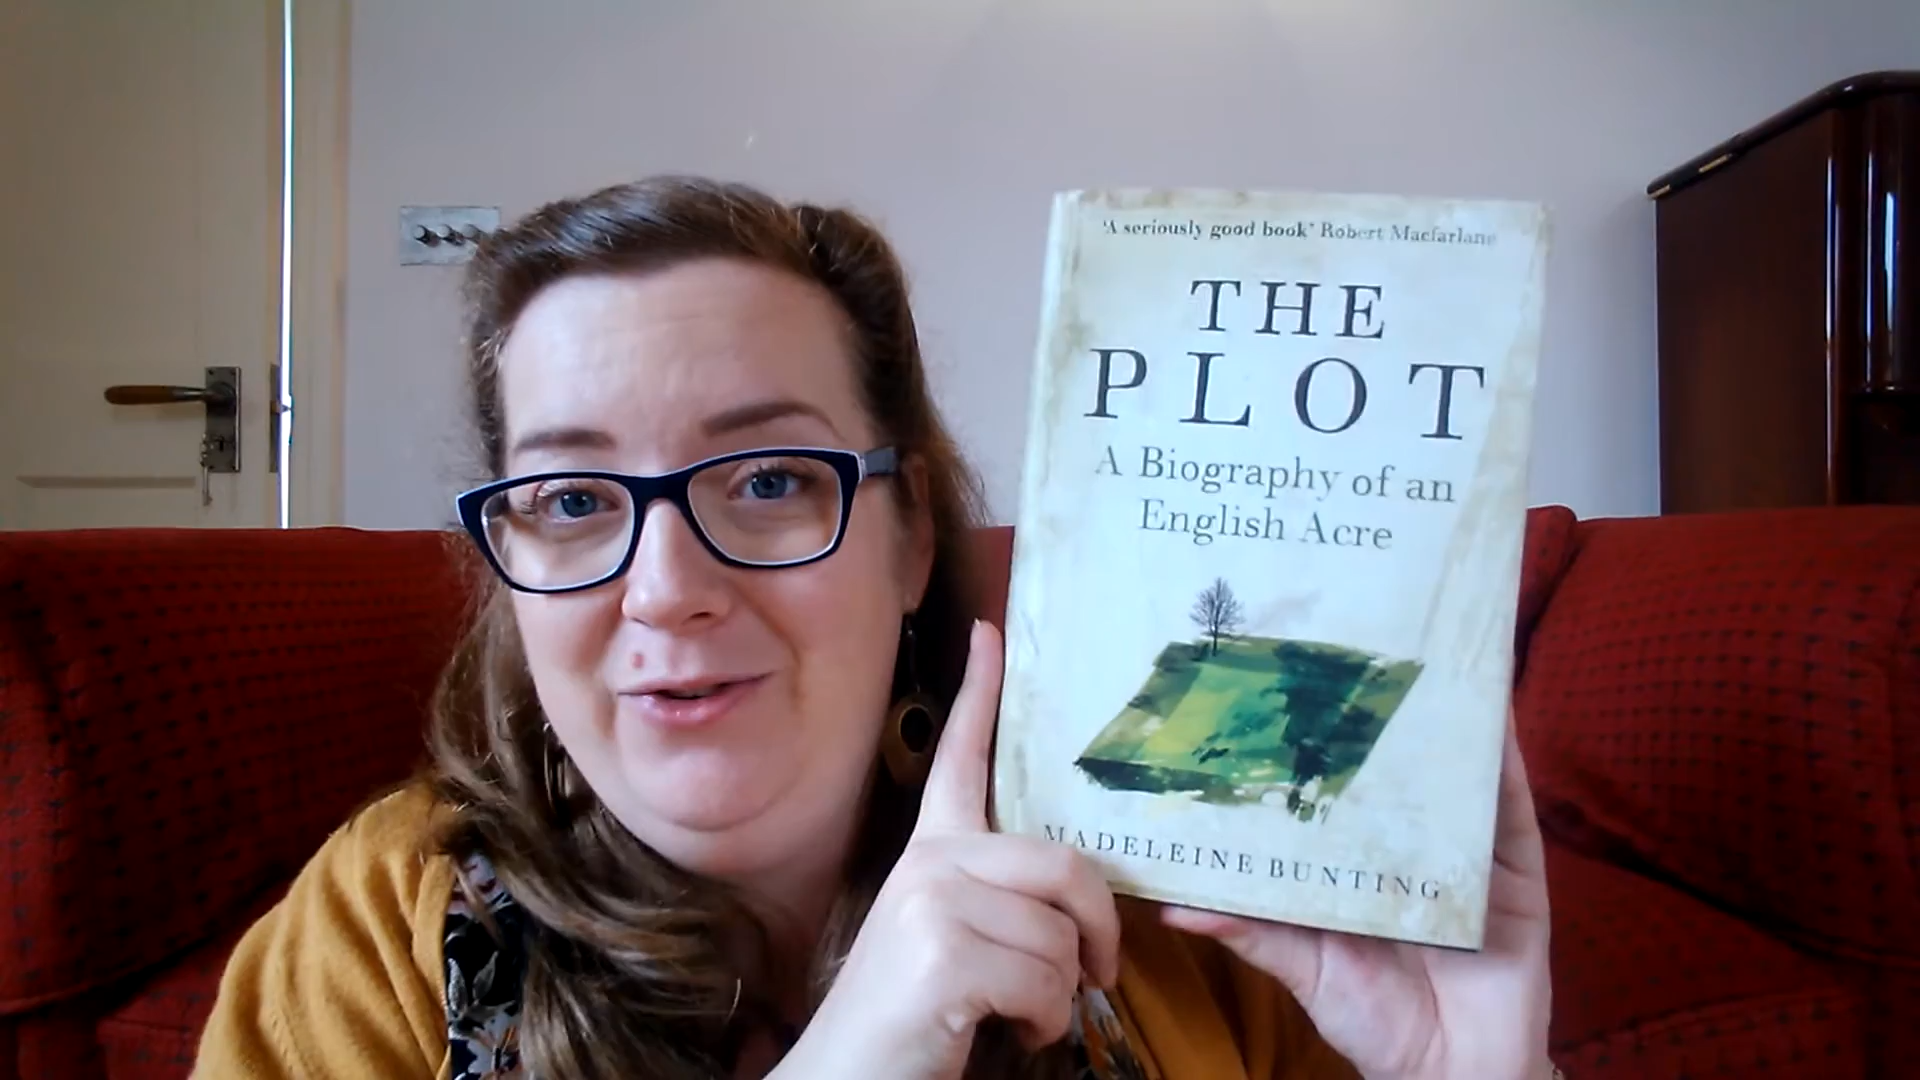 'A seriously good book' Robert Macfarlane
THE
PLOT
A Biography of an
English Acre
MADELEINE BUNTING